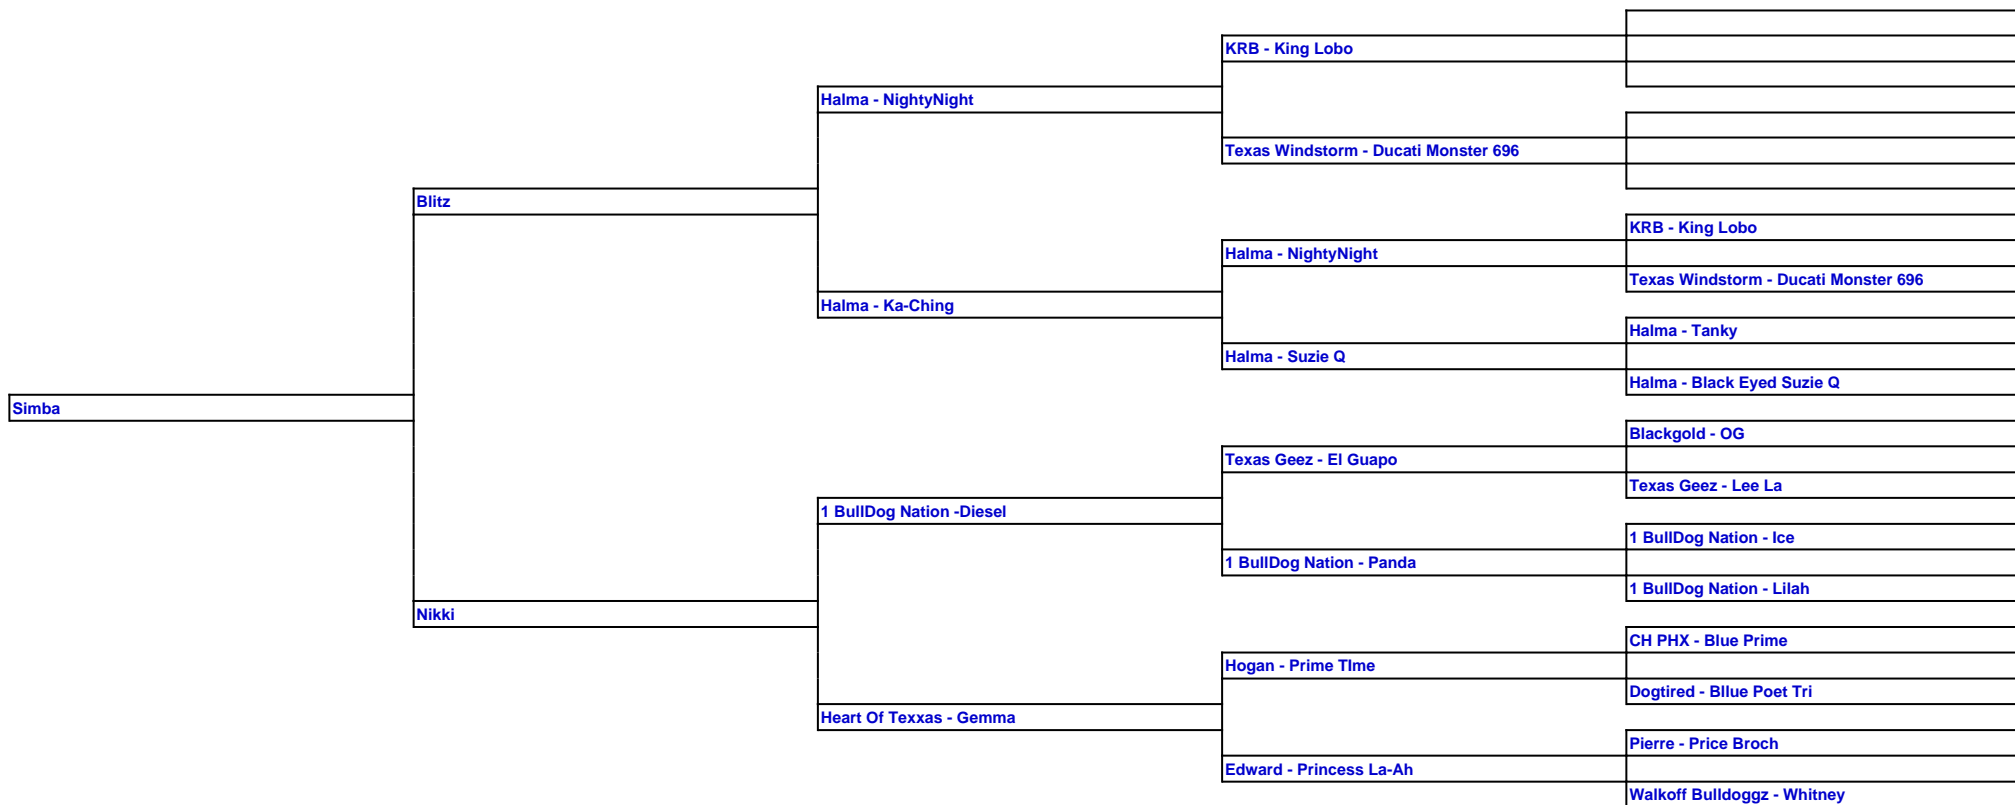 KRB - King Lobo
Halma - NightyNight
Texas Windstorm - Ducati Monster 696
Blitz
KRB - King Lobo
Halma - NightyNight
Texas Windstorm - Ducati Monster 696
Halma - Ka-Ching
Halma - Tanky
Halma - Suzie Q
Halma - Black Eyed Suzie Q
Simba
Blackgold - OG
Texas Geez - El Guapo
Texas Geez - Lee La
1 BullDog Nation -Diesel
1 BullDog Nation - Ice
1 BullDog Nation - Panda
1 BullDog Nation - Lilah
Nikki
CH PHX - Blue Prime
Hogan - Prime TIme
Dogtired - Bllue Poet Tri
Heart Of Texxas - Gemma
Pierre - Price Broch
Edward - Princess La-Ah
Walkoff Bulldoggz - Whitney